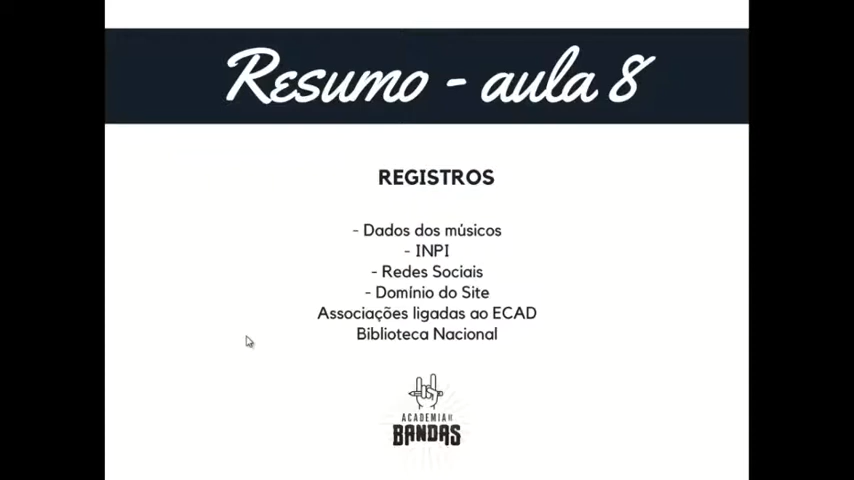 Resumo - aula 8
REGISTROS
- Dados dos músicos
- INPI
- Redes Sociais
- Domínio do Site
Associações ligadas ao ECAD
Biblioteca Nacional
ACADEMIA DE
BANDAS